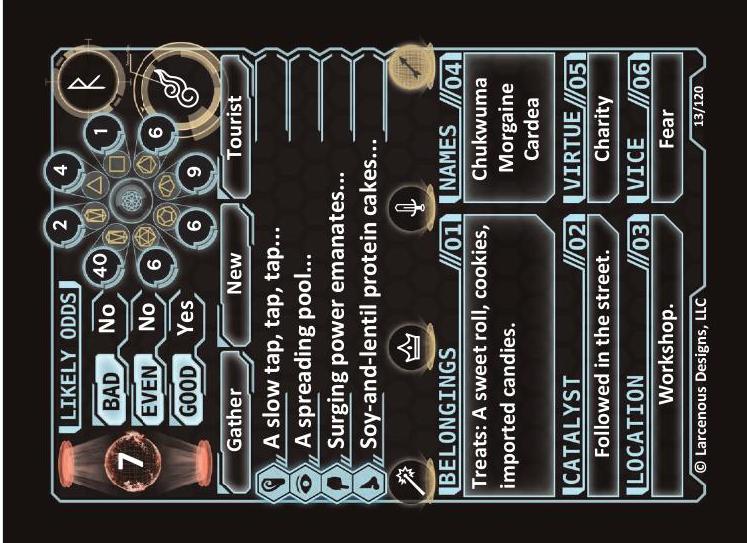 7
LIKELY ODDS
BAD No
EVEN No
GOOD Yes
2
4
1
6
9
6
6
40
Gather
New
Tourist
A slow tap, tap, tap...
A spreading pool...
Surging power emanates...
Soy-and-lentil protein cakes...
BELONGINGS //01
Treats: A sweet roll, cookies,
imported candies.
NAMES //04
Chukwuma
Morgaine
Cardea
CATALYST //02
Followed in the street.
VIRTUE //05
Charity
LOCATION //03
Workshop.
VICE //06
Fear
© Larcenous Designs, LLC
13/120